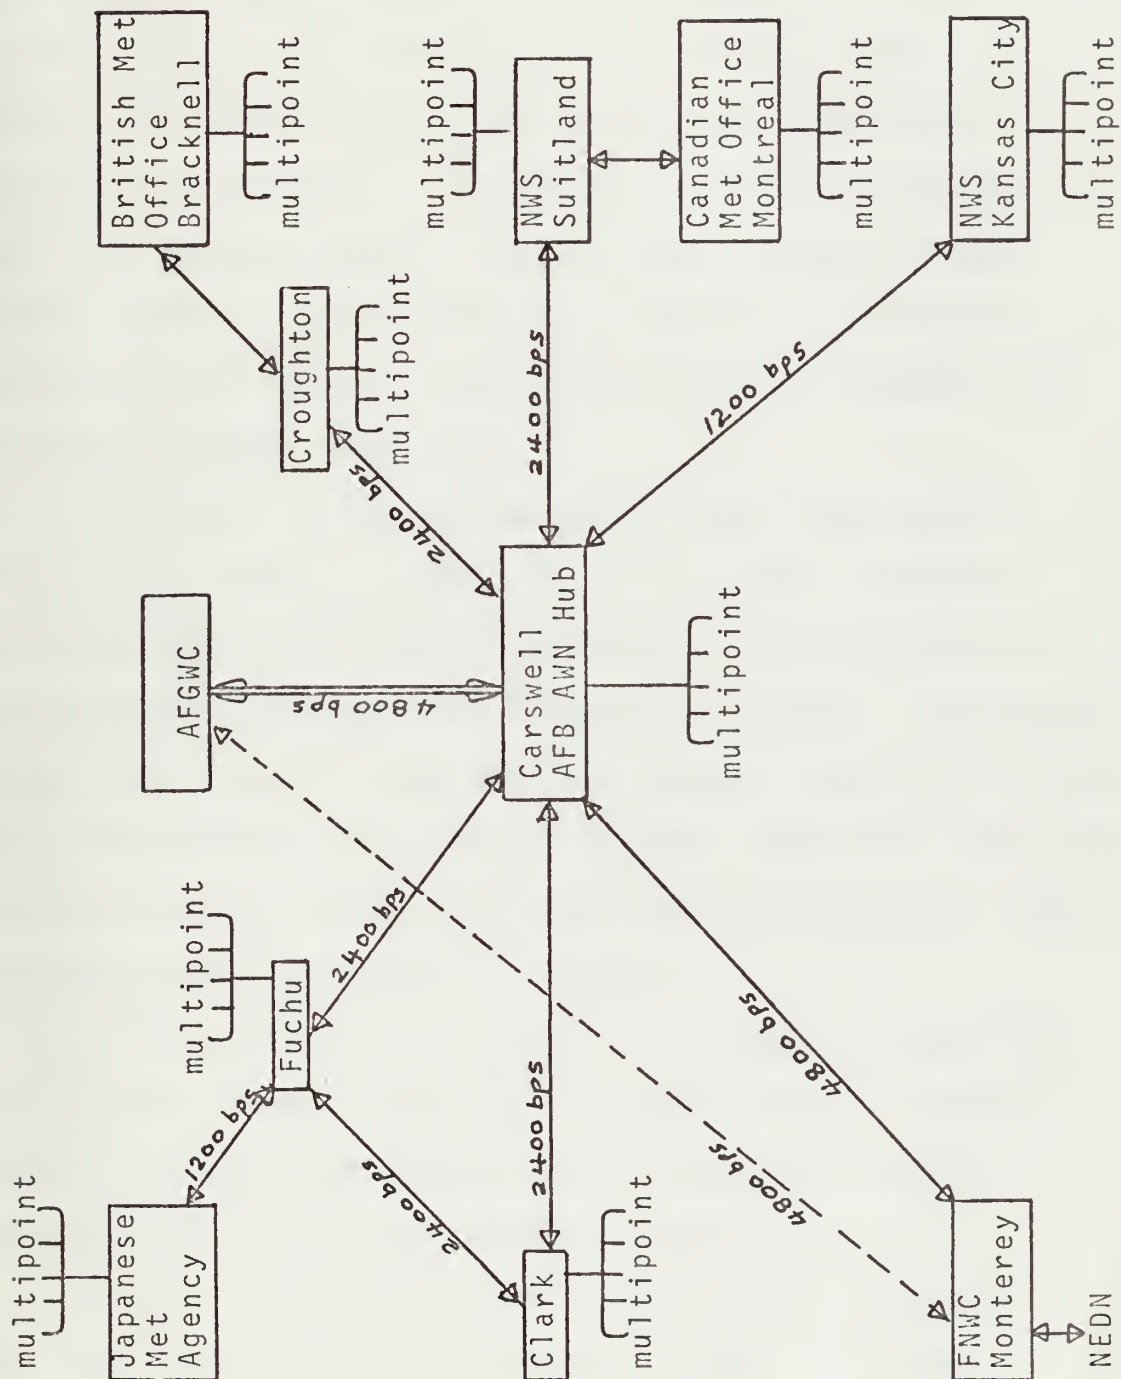 multipoint
Japanese
Met
Agency
1200 bps
multipoint
Fuchu
2400 bps
2400 bps
Clark
multipoint
2400 bps
FNWC
Monterey
NEDN
4800 bps
4800 bps
AFGWC
4800 bps
Carswell
AFB AWN Hub
multipoint
2400 bps
Croughton
multipoint
British Met
Office
Bracknell
multipoint
2400 bps
multipoint
NWS
Suitland
Canadian
Met Office
Montreal
multipoint
1200 bps
NWS
Kansas City
multipoint